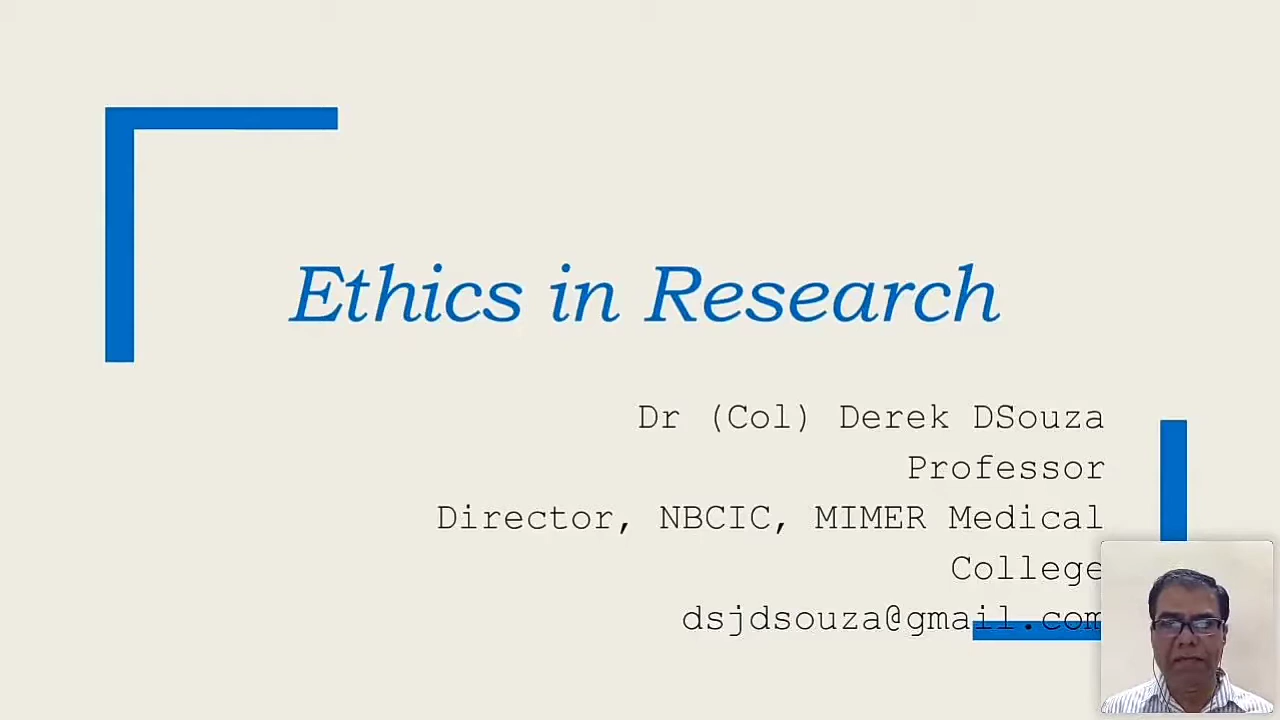 Ethics in Research
Dr (Col) Derek DSouza
Professor
Director, NBCIC, MIMER Medical
College
dsjdsouza@gmail.com